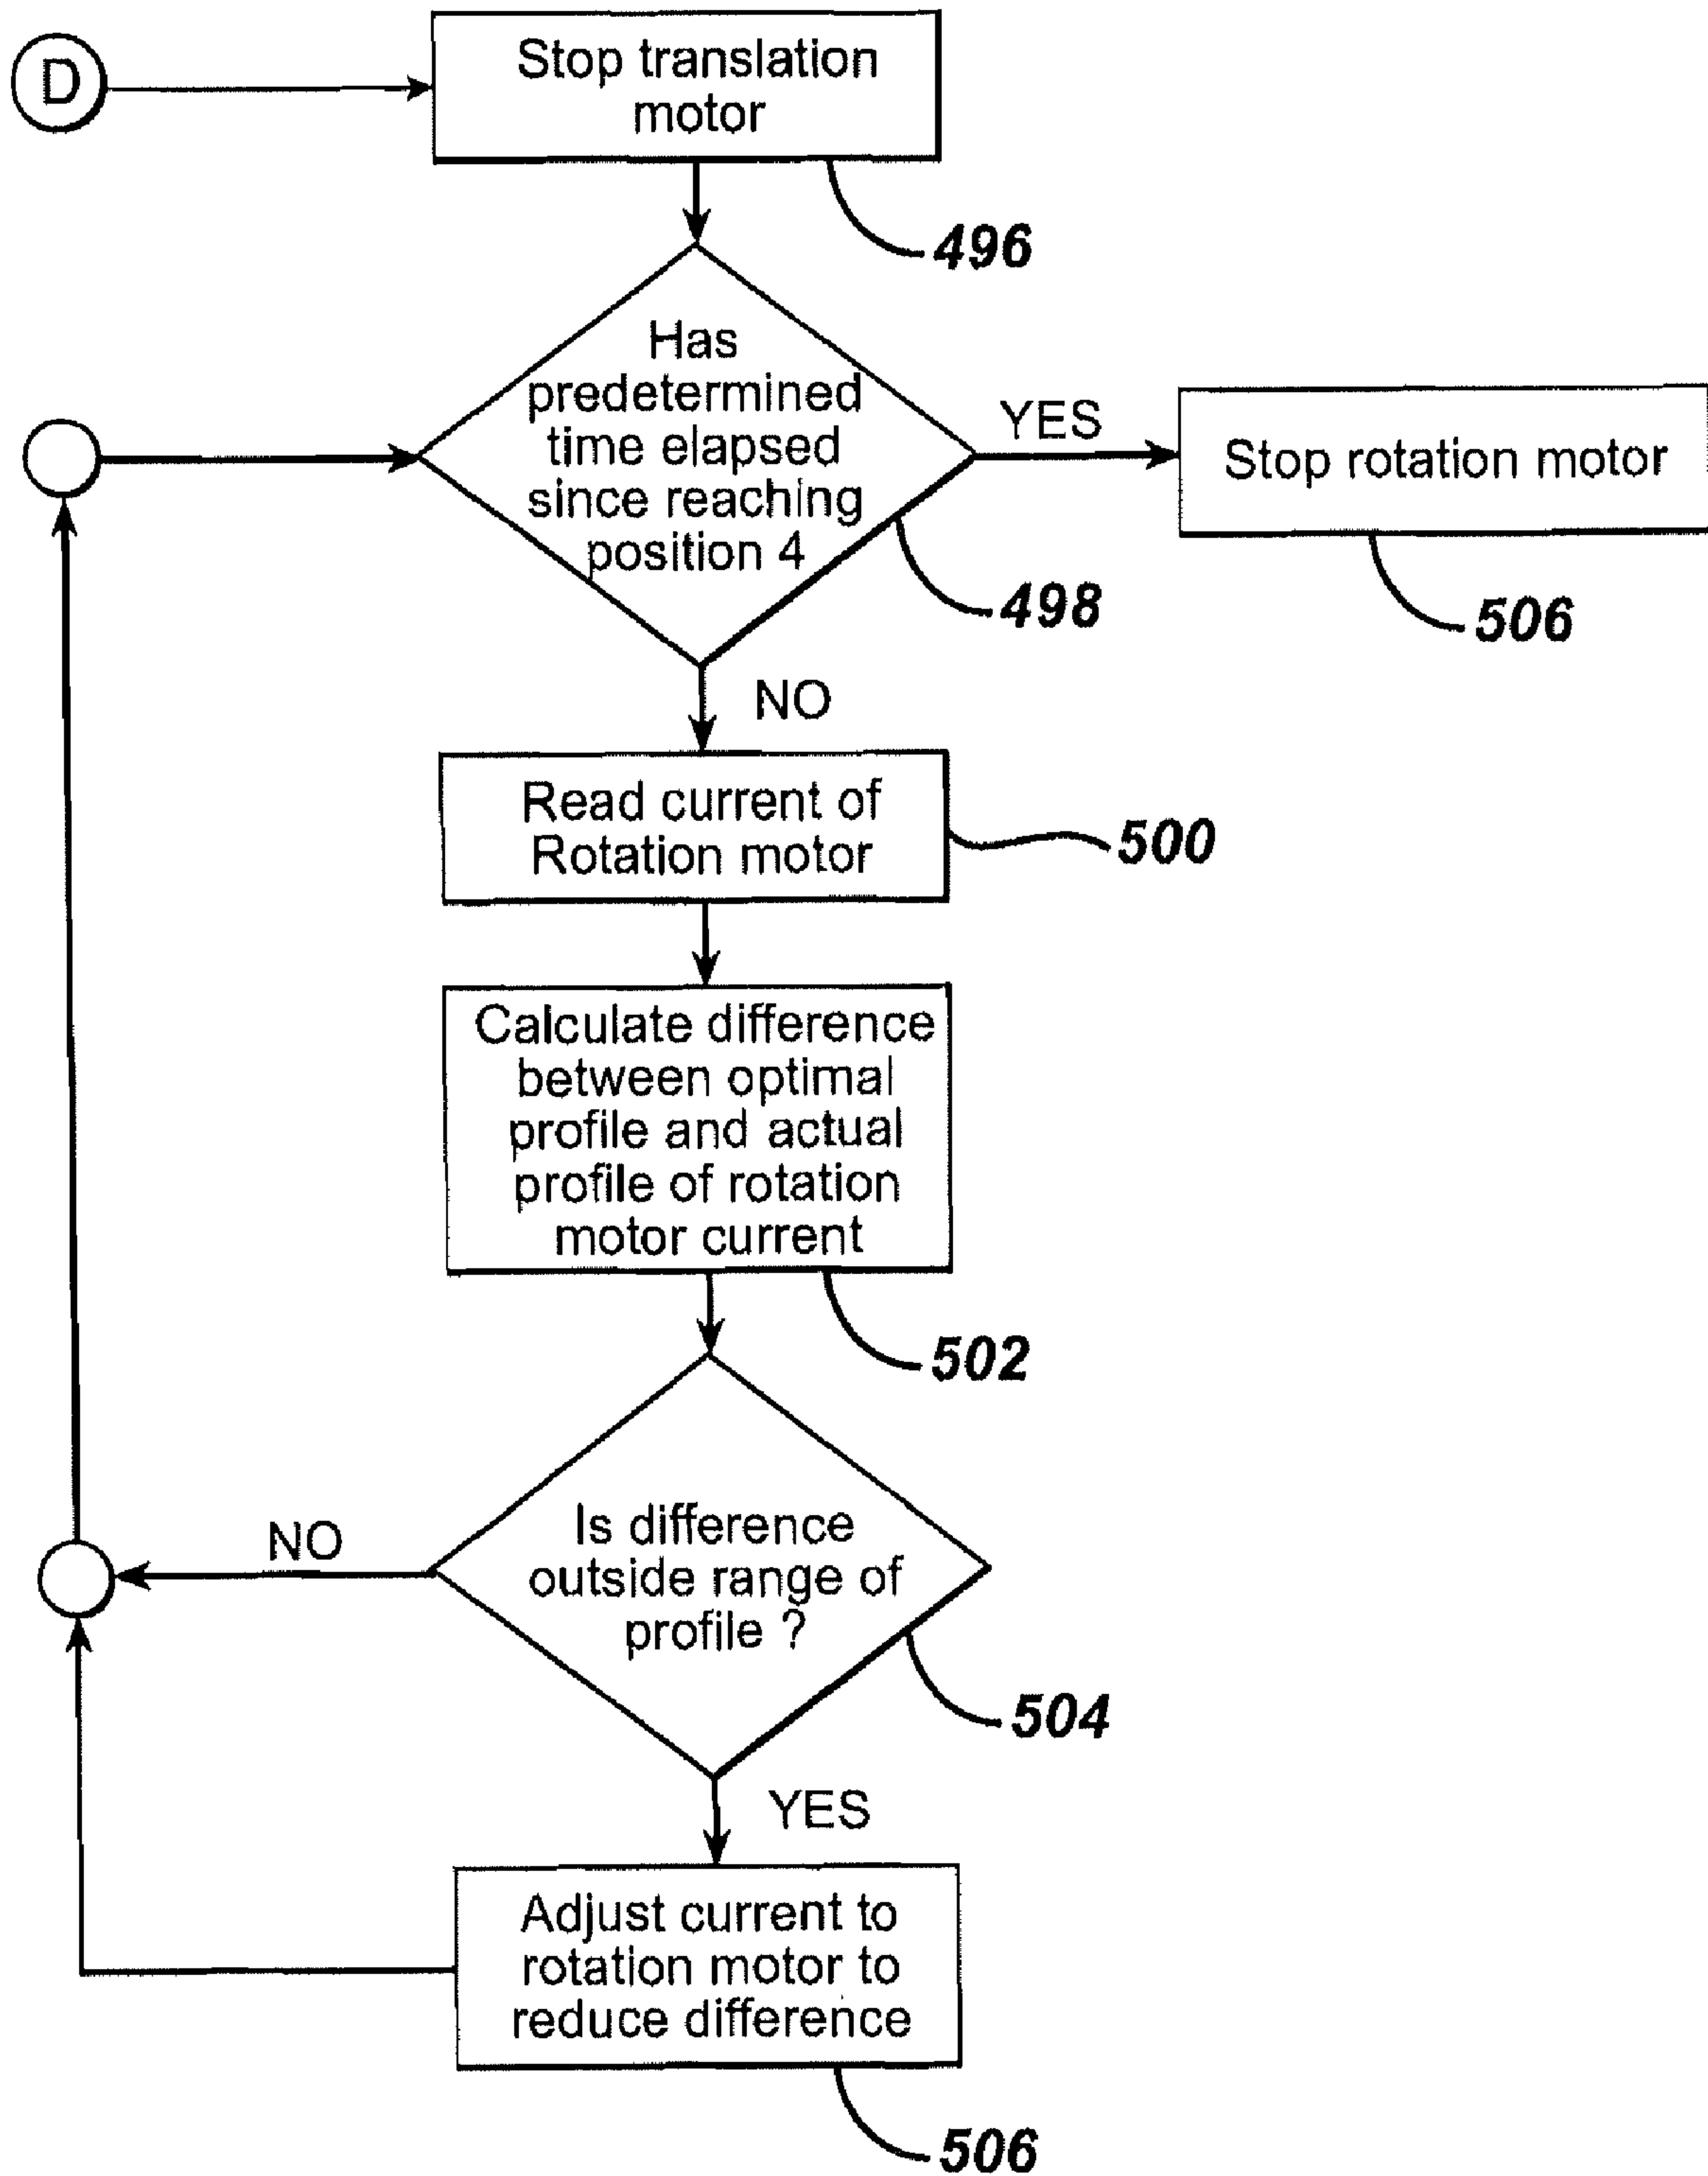 D
Stop translation
motor
496
Has
predetermined
time elapsed
since reaching
position 4
498
YES
Stop rotation motor
506
NO
Read current of
Rotation motor
500
Calculate difference
between optimal
profile and actual
profile of rotation
motor current
502
Is difference
outside range of
profile ?
504
NO
YES
Adjust current to
rotation motor to
reduce difference
506